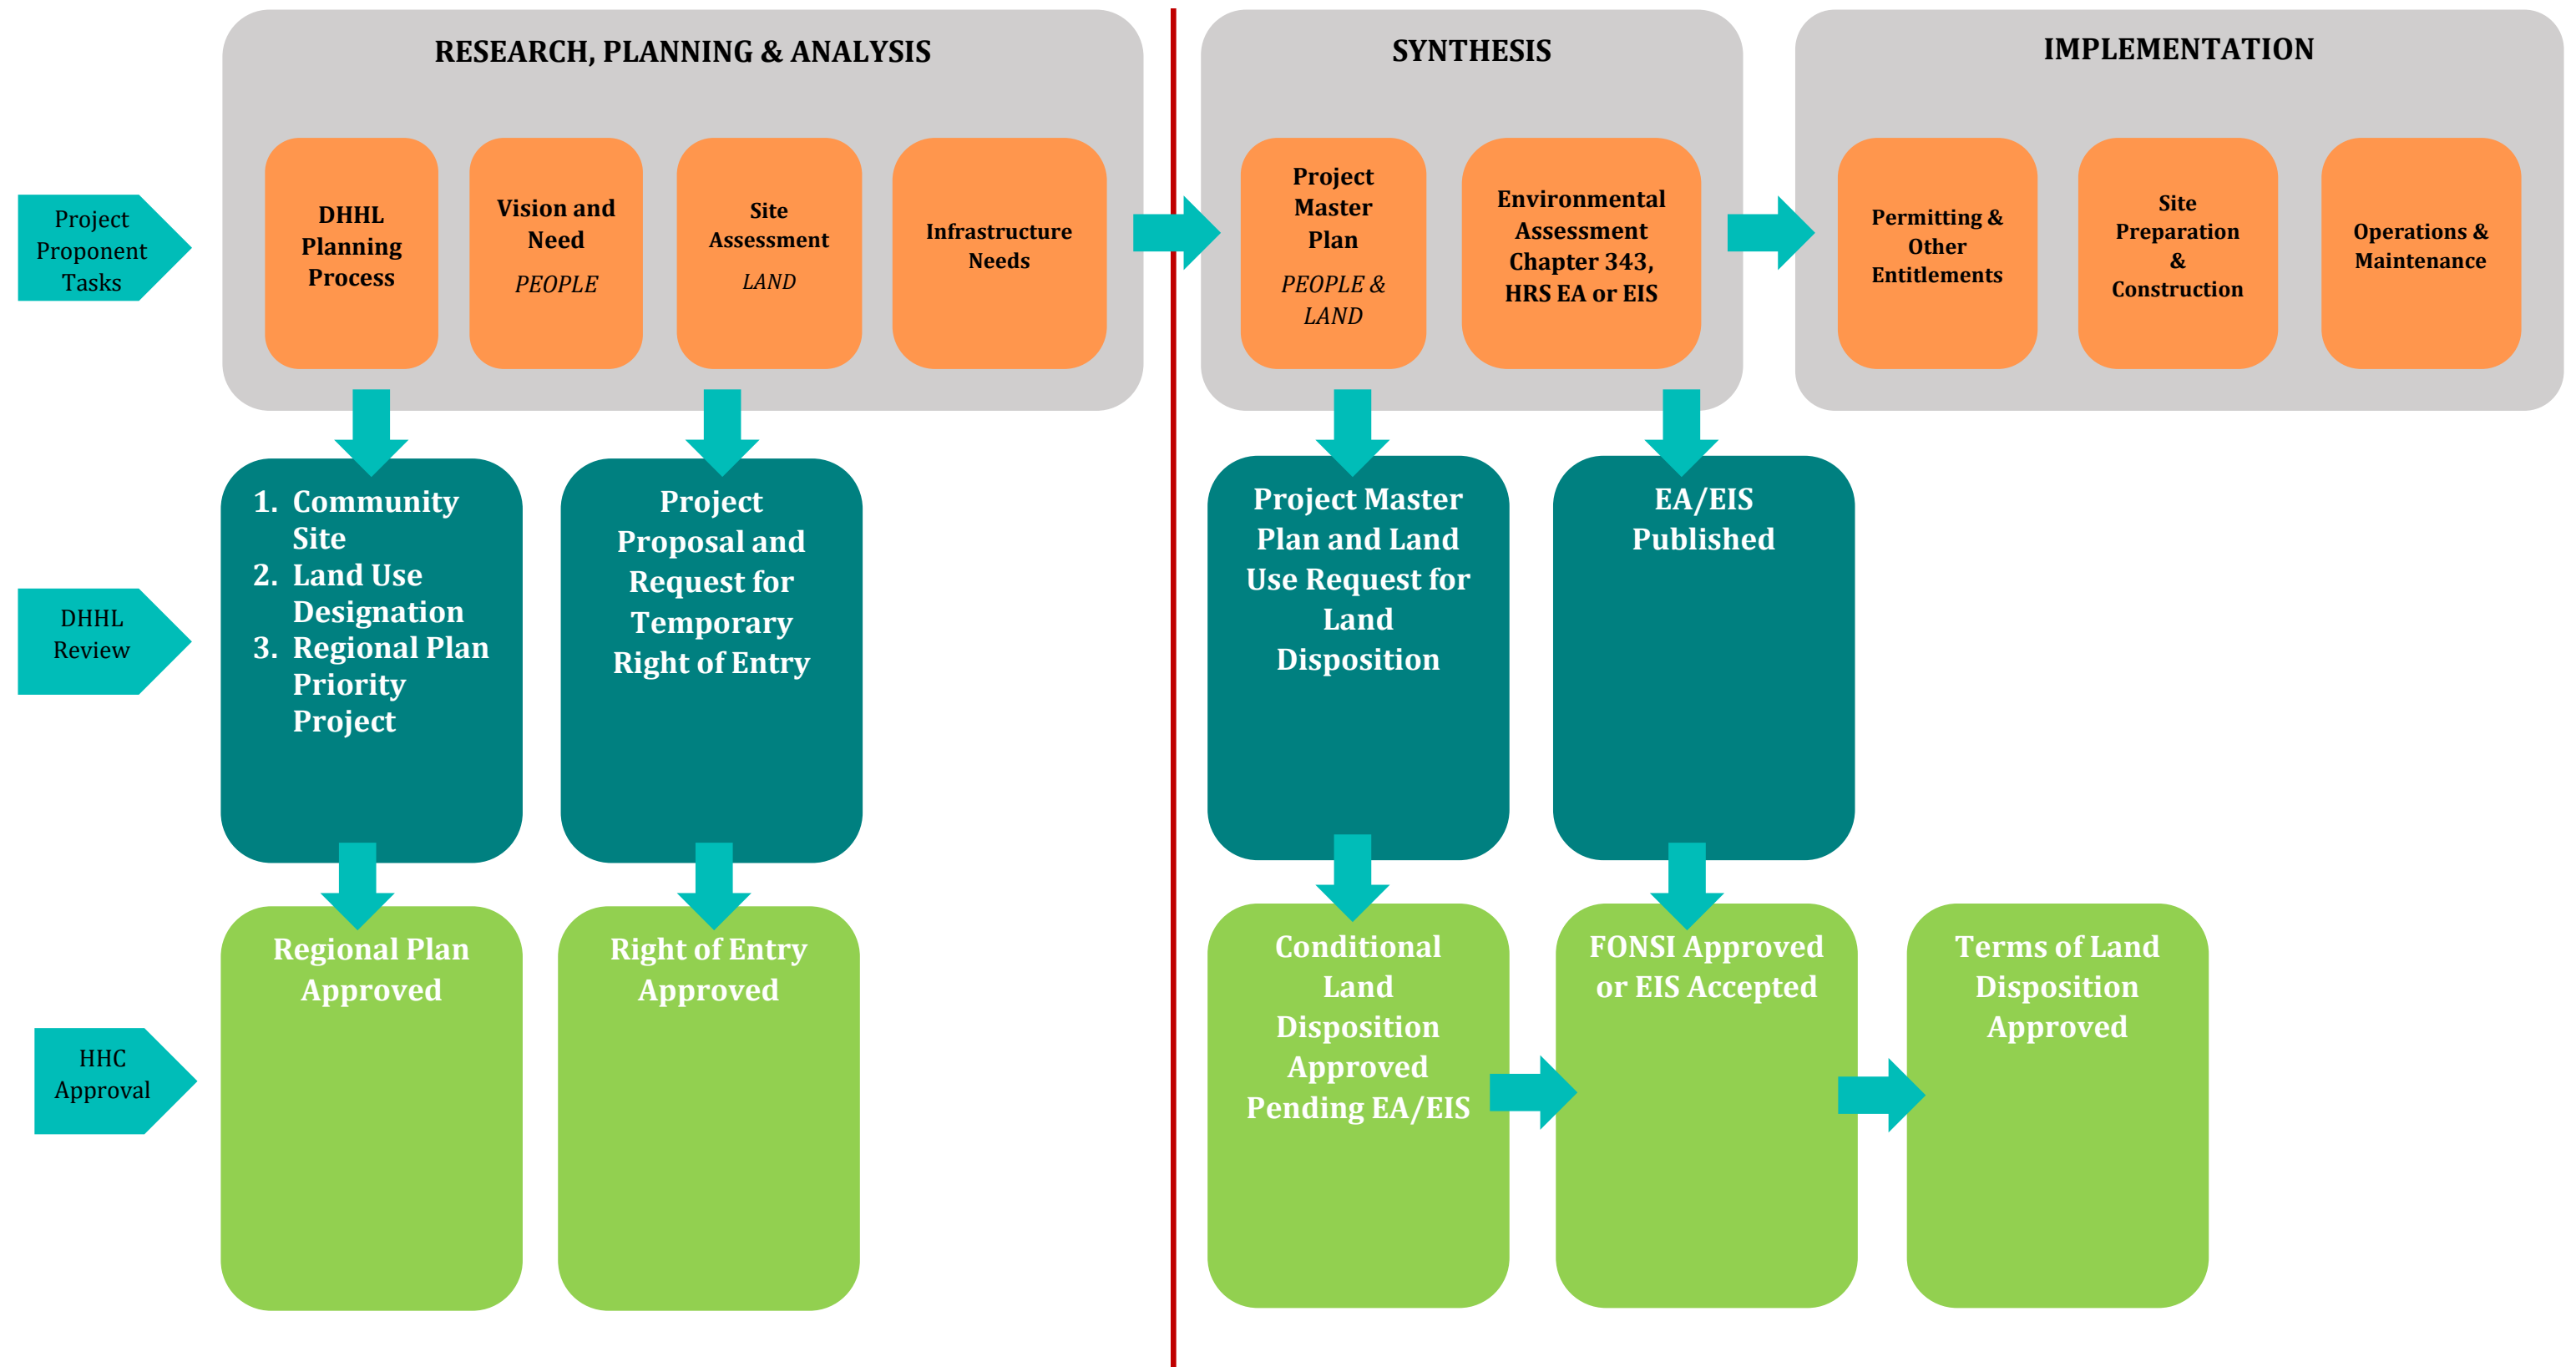 RESEARCH, PLANNING & ANALYSIS
SYNTHESIS
IMPLEMENTATION
Project
Proponent
Tasks
DHHL
Planning
Process
Vision and
Need
PEOPLE
Site
Assessment
LAND
Infrastructure
Needs
Project
Master
Plan
PEOPLE &
LAND
Environmental
Assessment
Chapter 343,
HRS EA or EIS
Permitting &
Other
Entitlements
Site
Preparation
&
Construction
Operations &
Maintenance
DHHL
Review
1. Community
Site
2. Land Use
Designation
3. Regional Plan
Priority
Project
Project
Proposal and
Request for
Temporary
Right of Entry
Project Master
Plan and Land
Use Request for
Land
Disposition
EA/EIS
Published
HHC
Approval
Regional Plan
Approved
Right of Entry
Approved
Conditional
Land
Disposition
Approved
Pending EA/EIS
FONSI Approved
or EIS Accepted
Terms of Land
Disposition
Approved